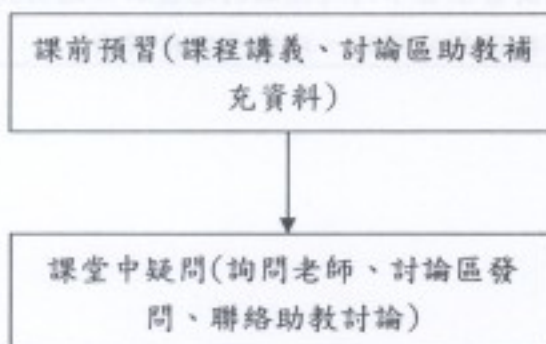 課前預習(課程講義、討論區助教補
充資料)
課堂中疑問(詢問老師、討論區發
問、聯絡助教討論)